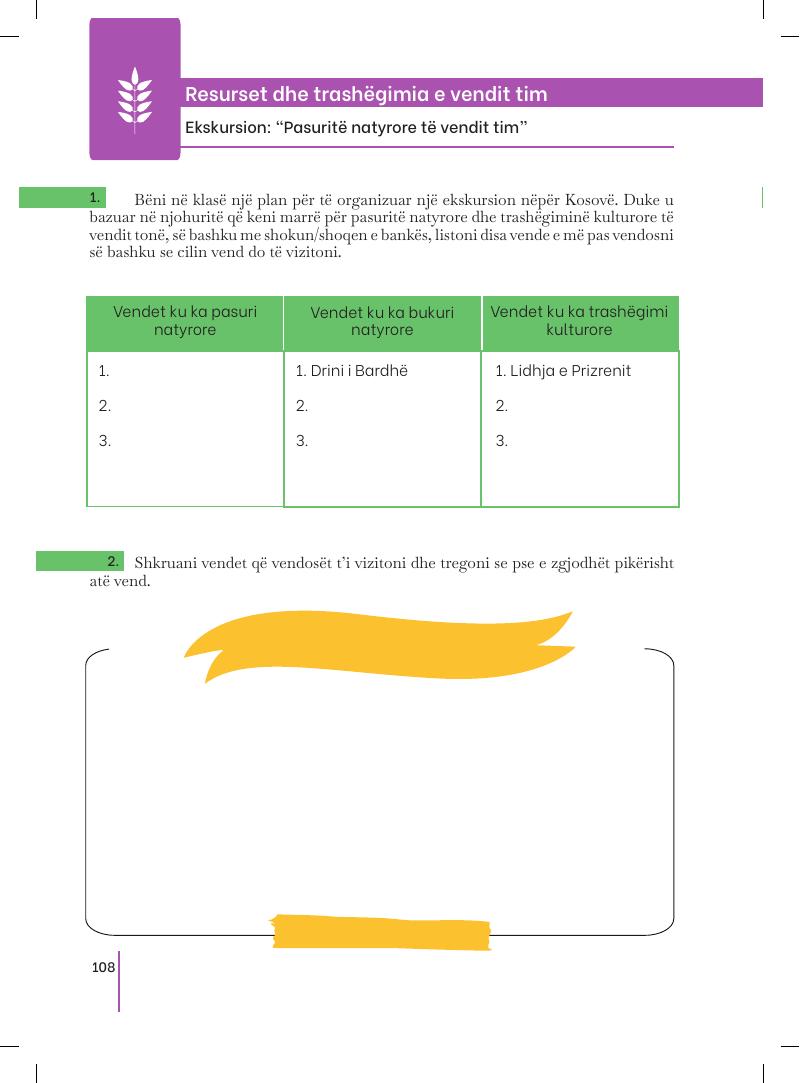 Resurset dhe trashëgimia e vendit tim
Ekskursion: “Pasuritë natyrore të vendit tim”
1. Bëni në klasë një plan për të organizuar një ekskursion nëpër Kosovë. Duke u
bazuar në njohuritë që keni marrë për pasuritë natyrore dhe trashëgiminë kulturore të
vendit tonë, së bashku me shokun/shoqen e bankës, listoni disa vende e më pas vendosni
së bashku se cilin vend do të vizitoni.
Vendet ku ka pasuri
natyrore
Vendet ku ka bukuri
natyrore
Vendet ku ka trashëgimi
kulturore
1.
2.
3.
1. Drini i Bardhë
2.
3.
1. Lidhja e Prizrenit
2.
3.
2. Shkruani vendet që vendosët t’i vizitoni dhe tregoni se pse e zgjodhët pikërisht
atë vend.
108